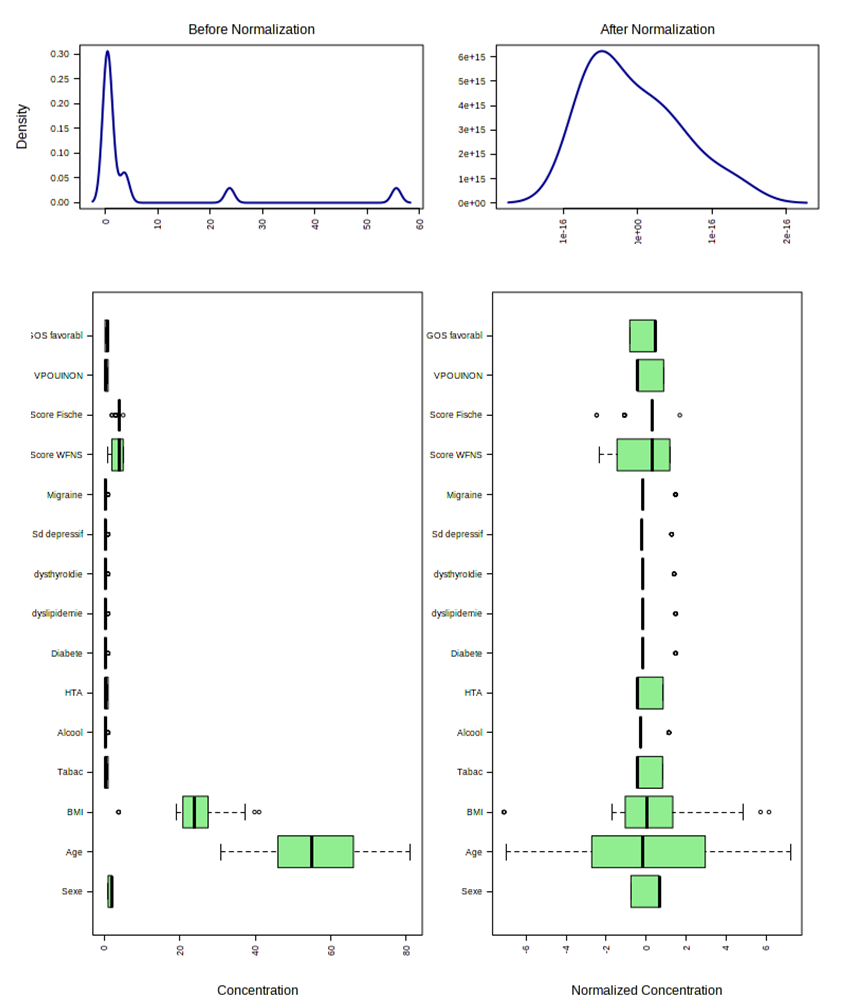 Before Normalization
After Normalization
Density
0.30
0.25
0.20
0.15
0.10
0.05
0.00
0
10
20
30
40
50
60
6e+15
5e+15
4e+15
3e+15
2e+15
1e+15
0e+00
1e-16
0e+00
1e-16
2e-16
GOS favorabl
VPOUINON
Score Fische
Score WFNS
Migraine
Sd depressif
dysthyroïdie
dyslipidemie
Diabete
HTA
Alcool
Tabac
BMI
Age
Sexe
0
20
40
60
80
Concentration
GOS favorabl
VPOUINON
Score Fische
Score WFNS
Migraine
Sd depressif
dysthyroïdie
dyslipidemie
Diabete
HTA
Alcool
Tabac
BMI
Age
Sexe
-6
-4
-2
0
2
4
6
Normalized Concentration